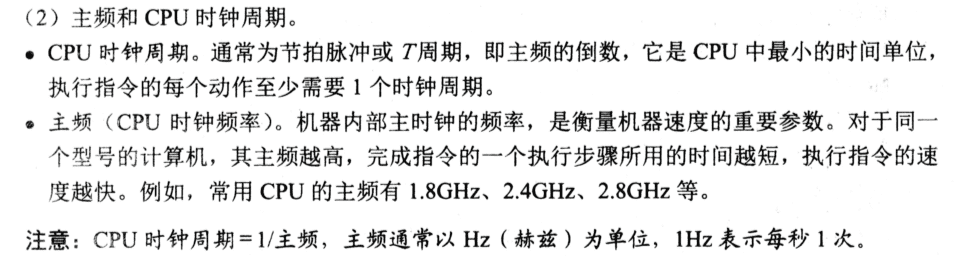 （2）主频和 CPU 时钟周期。
• CPU 时钟周期。通常为节拍脉冲或 T周期，即主频的倒数，它是 CPU 中最小的时间单位，
执行指令的每个动作至少需要 1 个时钟周期。
• 主频（CPU 时钟频率）。机器内部主时钟的频率，是衡量机器速度的重要参数。对于同一
个型号的计算机，其主频越高，完成指令的一个执行步骤所用的时间越短，执行指令的速
度越快。例如，常用 CPU 的主频有 1.8GHz、2.4GHz、2.8GHz 等。
注意：CPU 时钟周期=1/主频，主频通常以 Hz（赫兹）为单位，1Hz 表示每秒 1 次。